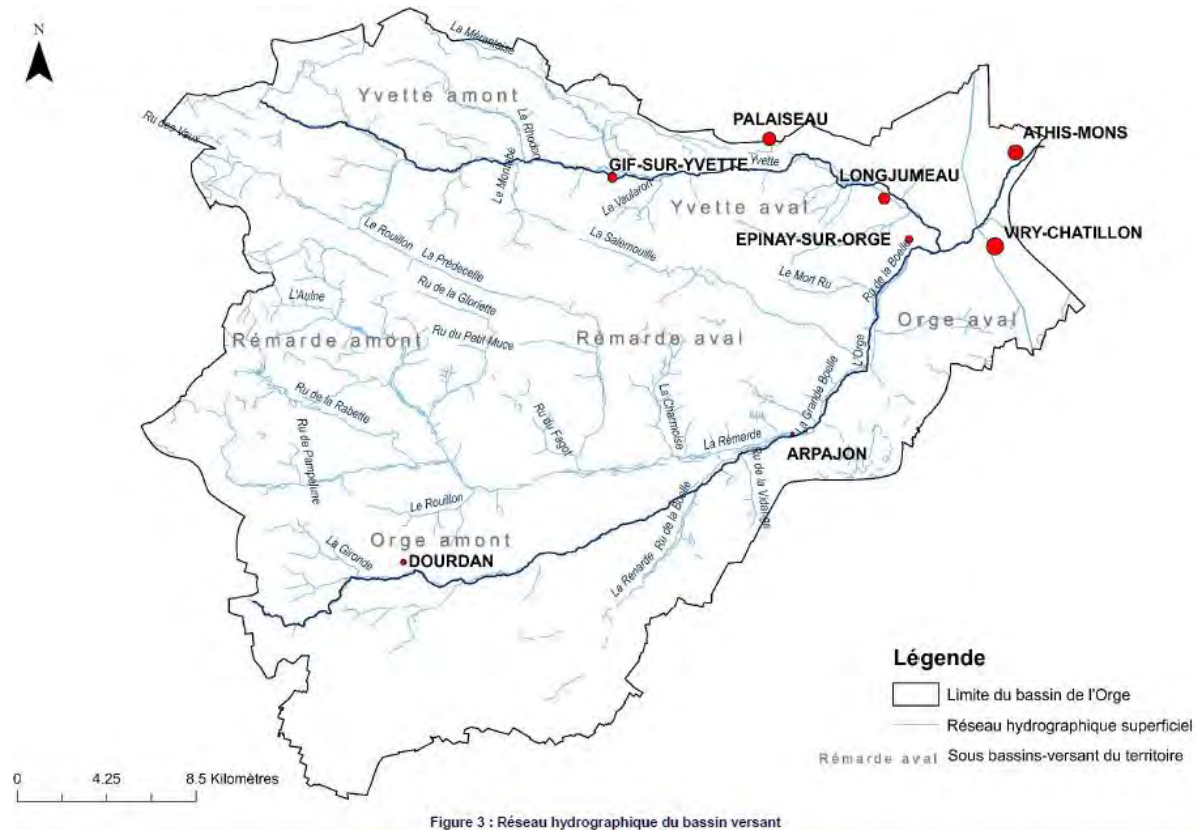 N
La Mérantaise
Yvette amont
Ru des Vaux
Le Rhodon
PALAISEAU
ATHIS-MONS
GIF-SUR-YVETTE
Yvette
Le Montabé
Le Vaularon
LONGJUMEAU
Yvette aval
La Salemouille
EPINAY-SUR-ORGE
VIRY-CHATILLON
Le Rouillon
La Prédecelle
Le Mort Ru
Ru de la Boelle
Ru de la Gloriette
L'Aulne
Orge aval
Rémarde amont
Ru du Petit Muce
Rémarde aval
L'Orge
Ru de la Rabette
La Charmoise
La Grande Boelle
Ru du Fagot
Ru de Pampelume
La Rémarde
ARPAJON
Ru de la Vidange
Le Rouillon
Ru de la Boelle
Orge amont
La Gironde
DOURDAN
La Renarde
Légende
Limite du bassin de l'Orge
Réseau hydrographique superficiel
Rémarde aval Sous bassins-versant du territoire
0 4.25 8.5 Kilomètres
Figure 3 : Réseau hydrographique du bassin versant